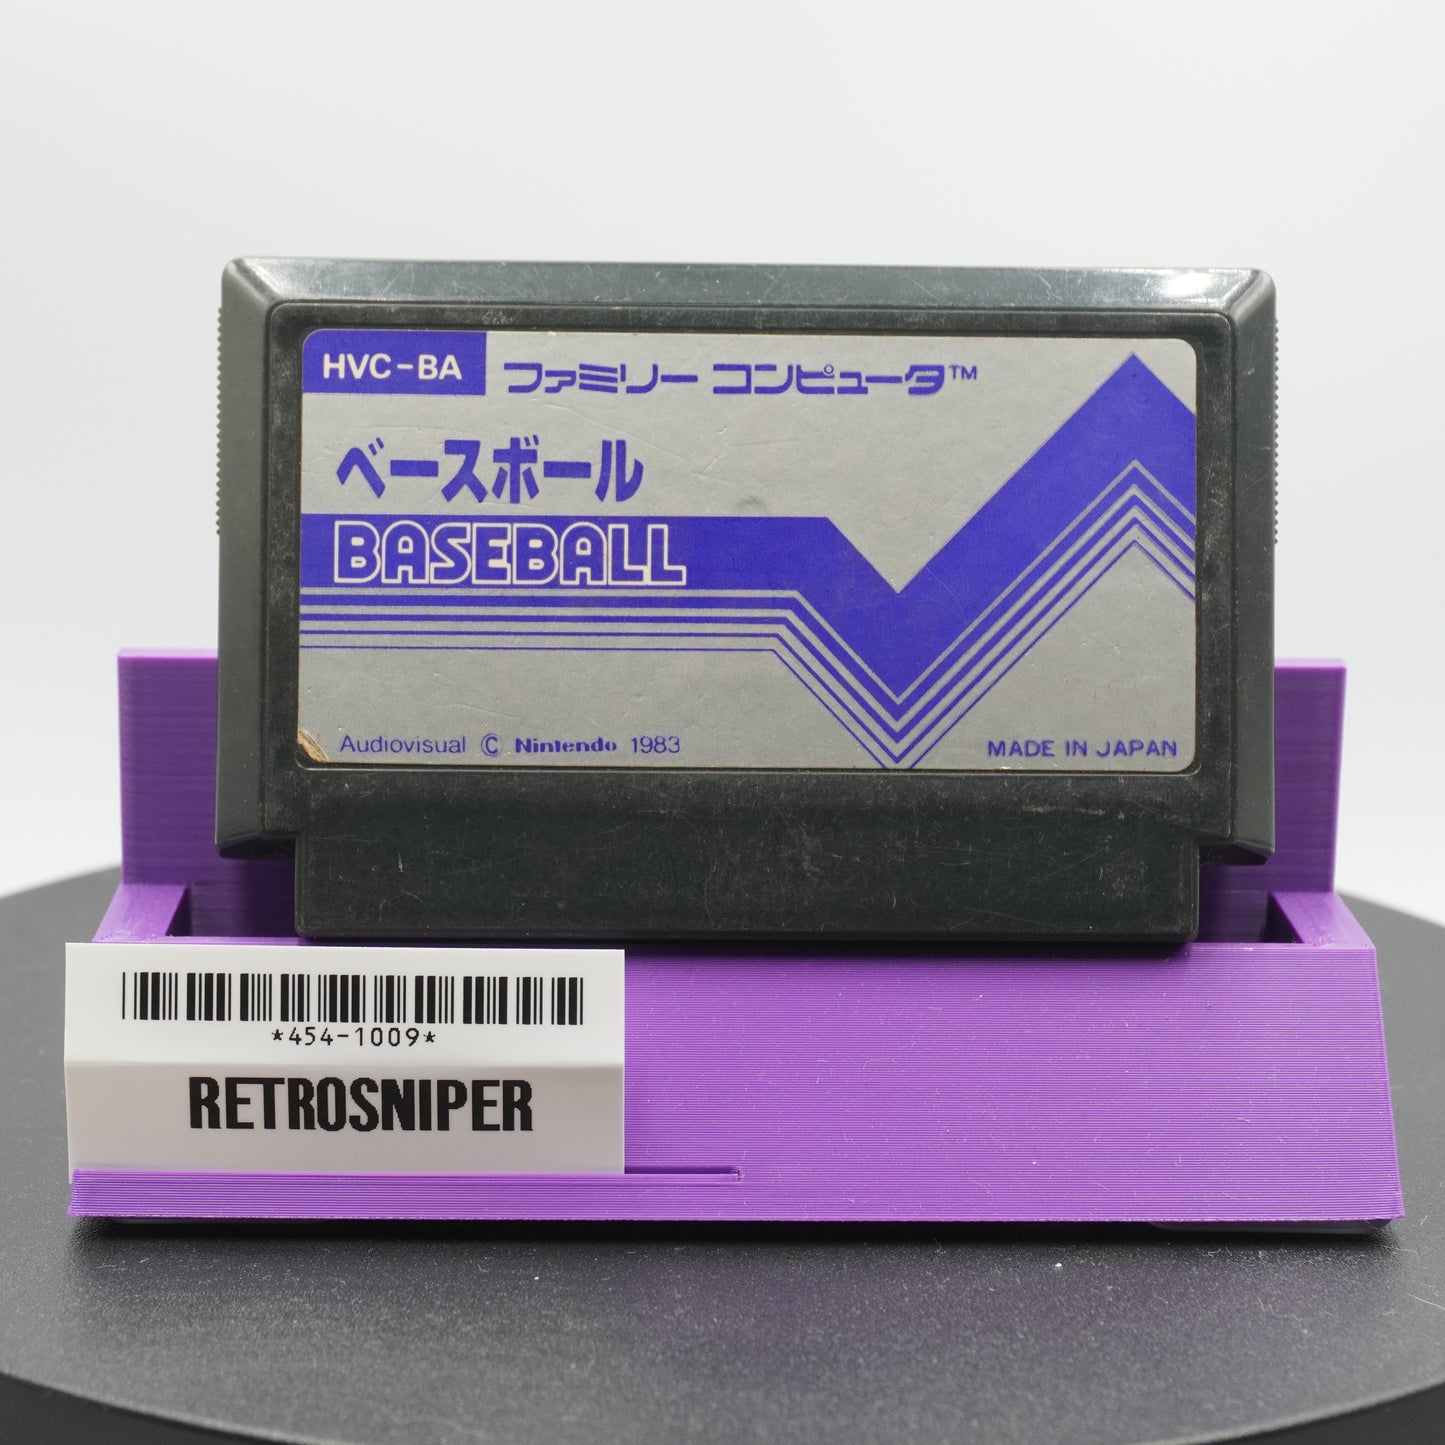 HVC-BA ファミリー コンピュータ™
ベースボール
BASEBALL
Audiovisual © Nintendo 1983 MADE IN JAPAN
*454-1009*
RETROSNIPER